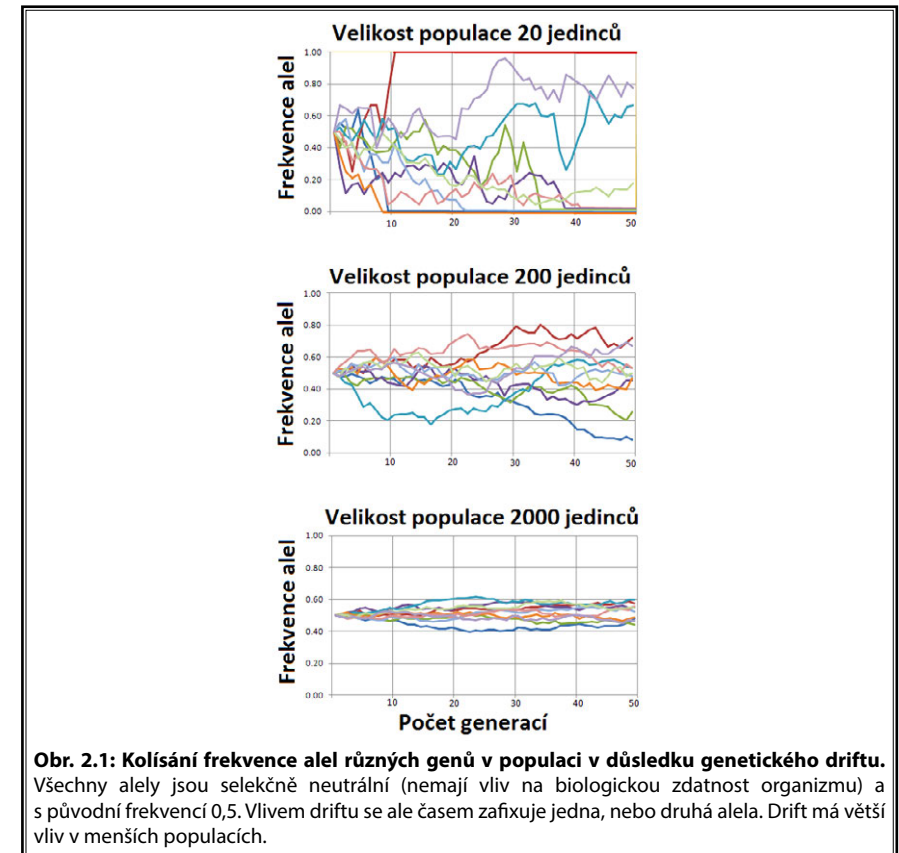 Velikost populace 20 jedinců
Frekvence alel
1.00
0.80
0.60
0.40
0.20
0.00
10 20 30 40 50
Velikost populace 200 jedinců
Frekvence alel
1.00
0.80
0.60
0.40
0.20
0.00
10 20 30 40 50
Velikost populace 2000 jedinců
Frekvence alel
1.00
0.80
0.60
0.40
0.20
0.00
10 20 30 40 50
Počet generací
Obr. 2.1: Kolísání frekvence alel různých genů v populaci v důsledku genetického driftu.
Všechny alely jsou selekčně neutrální (nemají vliv na biologickou zdatnost organizmu) a
s původní frekvencí 0,5. Vlivem driftu se ale časem zafixuje jedna, nebo druhá alela. Drift má větší
vliv v menších populacích.